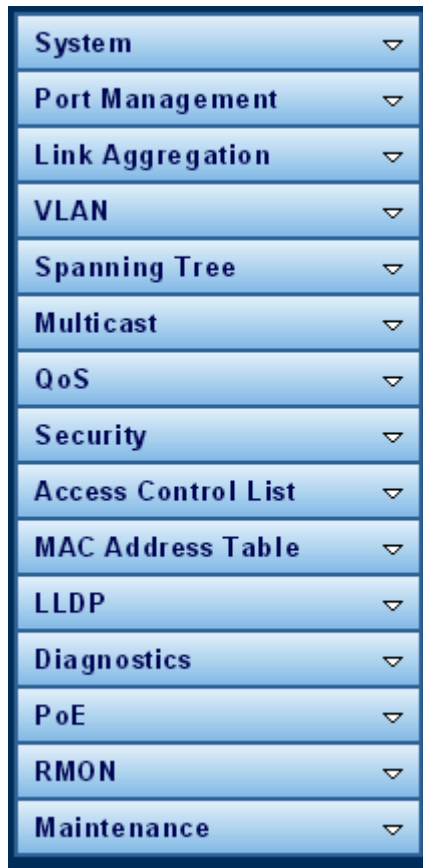 System
Port Management
Link Aggregation
VLAN
Spanning Tree
Multicast
QoS
Security
Access Control List
MAC Address Table
LLDP
Diagnostics
PoE
RMON
Maintenance